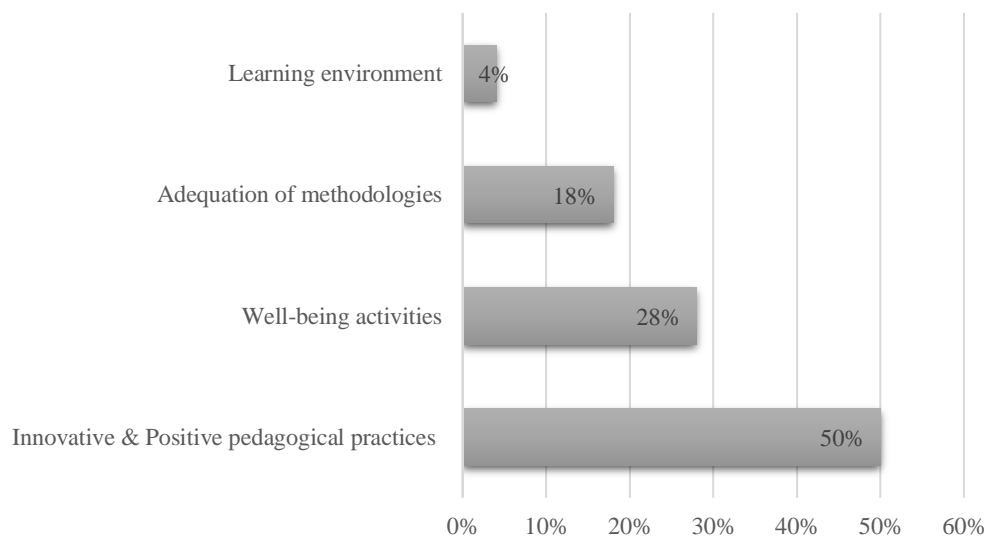 Learning environment
4%
Adequation of methodologies
18%
Well-being activities
28%
Innovative & Positive pedagogical practices
50%
0% 10% 20% 30% 40% 50% 60%